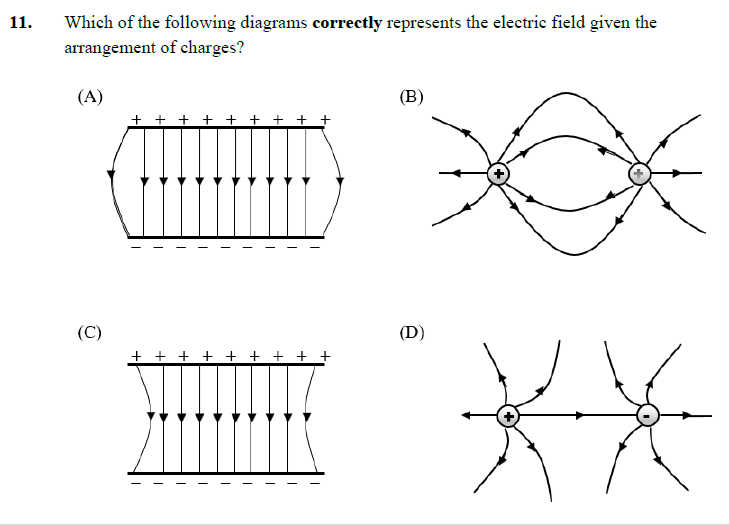 11. Which of the following diagrams correctly represents the electric field given the
arrangement of charges?
(A) (B)
+ + + + + + + + +
+ +
− − − − − − − − −
(C) (D)
+ + + + + + + + +
+ -
− − − − − − − − −